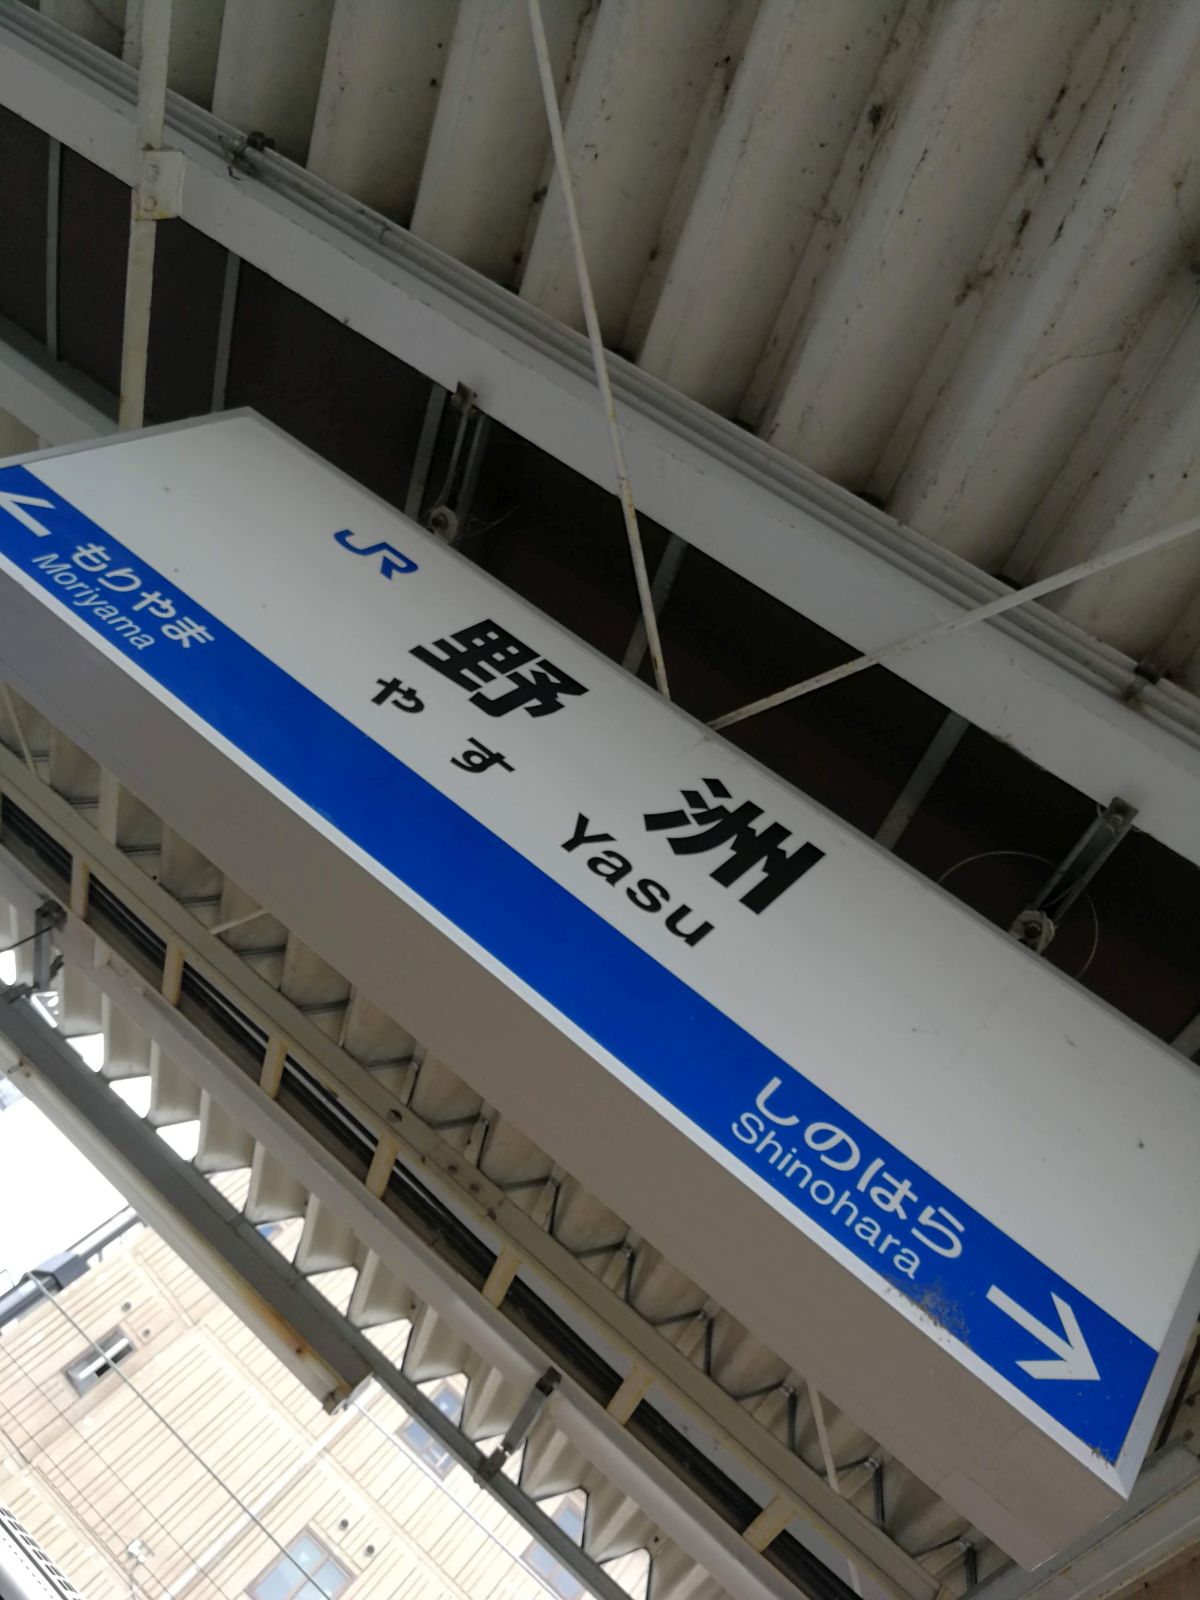 JR
野洲
やす Yasu
← もりやま
Moriyama
しのはら →
Shinohara